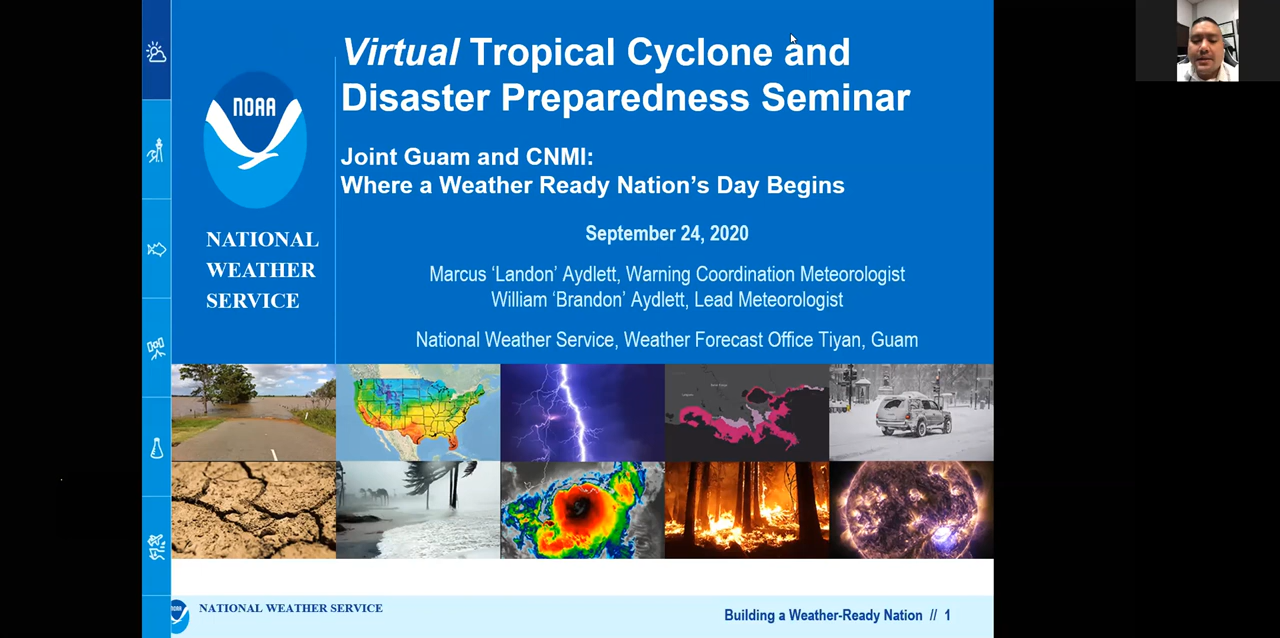 Virtual Tropical Cyclone and
Disaster Preparedness Seminar
NOAA
Joint Guam and CNMI:
Where a Weather Ready Nation's Day Begins
NATIONAL
WEATHER
SERVICE
September 24, 2020
Marcus ‘Landon’ Aydlett, Warning Coordination Meteorologist
William ‘Brandon’ Aydlett, Lead Meteorologist
National Weather Service, Weather Forecast Office Tiyan, Guam
NOAA
NATIONAL WEATHER SERVICE
Building a Weather-Ready Nation // 1